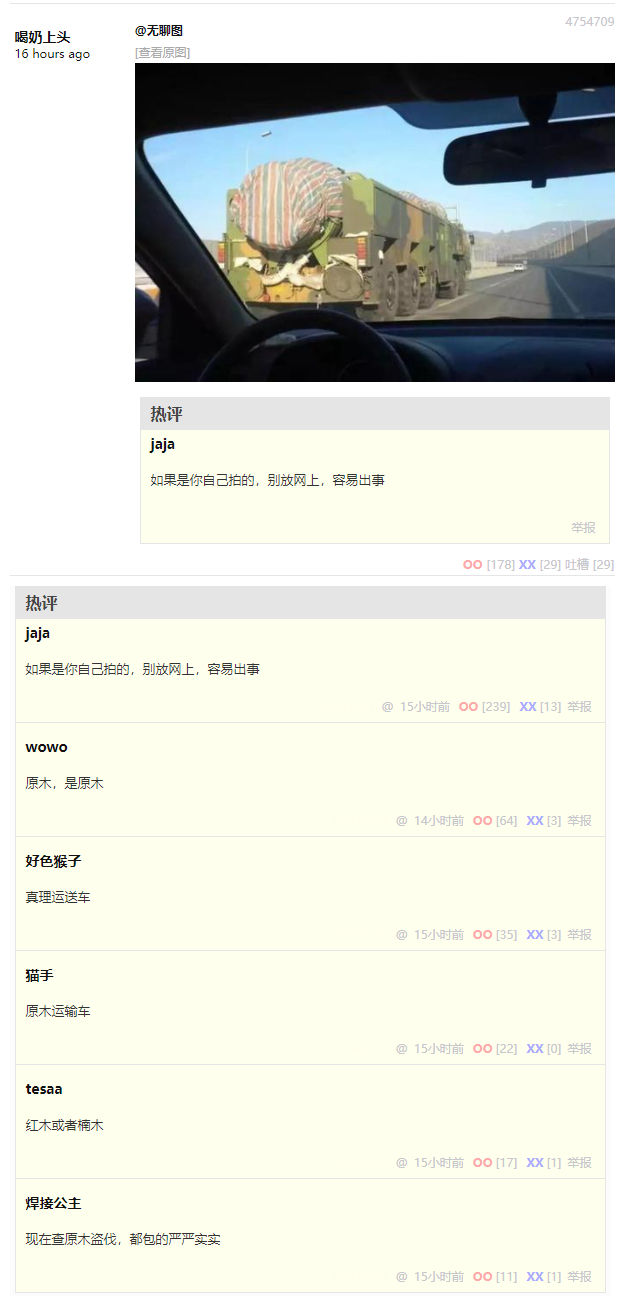 4754709
喝奶上头
16 hours ago
@无聊图
[查看原图]
热评
jaja
如果是你自己拍的，别放网上，容易出事
举报
OO [178] XX [29] 吐槽 [29]
热评
jaja
如果是你自己拍的，别放网上，容易出事
@ 15小时前 OO [239] XX [13] 举报
wowo
原木，是原木
@ 14小时前 OO [64] XX [3] 举报
好色猴子
真理运送车
@ 15小时前 OO [35] XX [3] 举报
猫手
原木运输车
@ 15小时前 OO [22] XX [0] 举报
tesaa
红木或者楠木
@ 15小时前 OO [17] XX [1] 举报
焊接公主
现在查原木盗伐，都包的严严实实
@ 15小时前 OO [11] XX [1] 举报